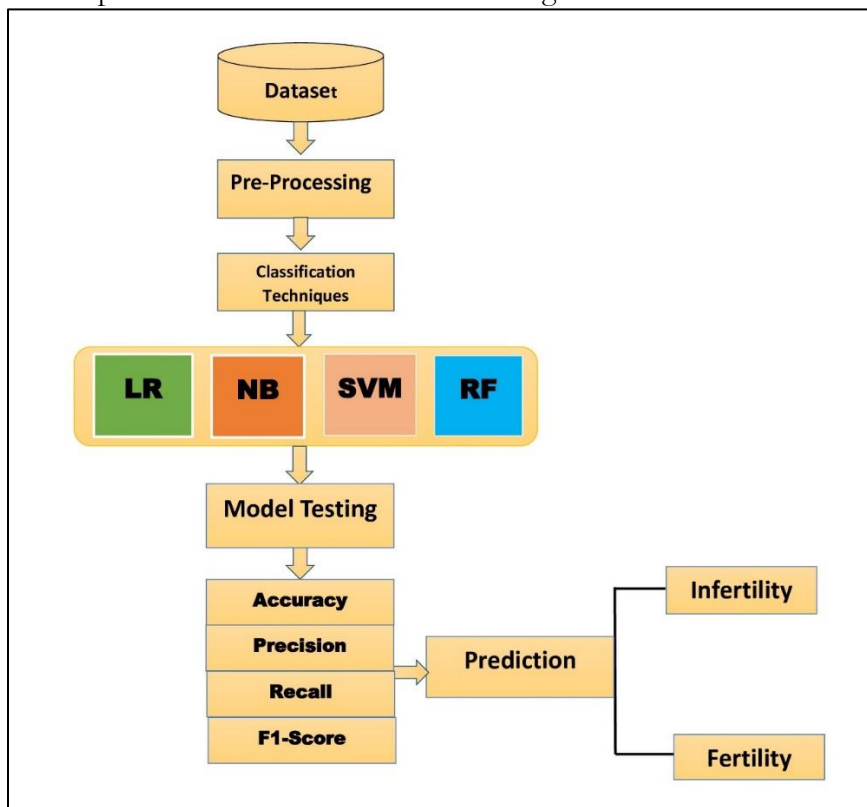 Dataset
Pre-Processing
Classification
Techniques
LR
NB
SVM
RF
Model Testing
Accuracy
Precision
Recall
F1-Score
Prediction
Infertility
Fertility